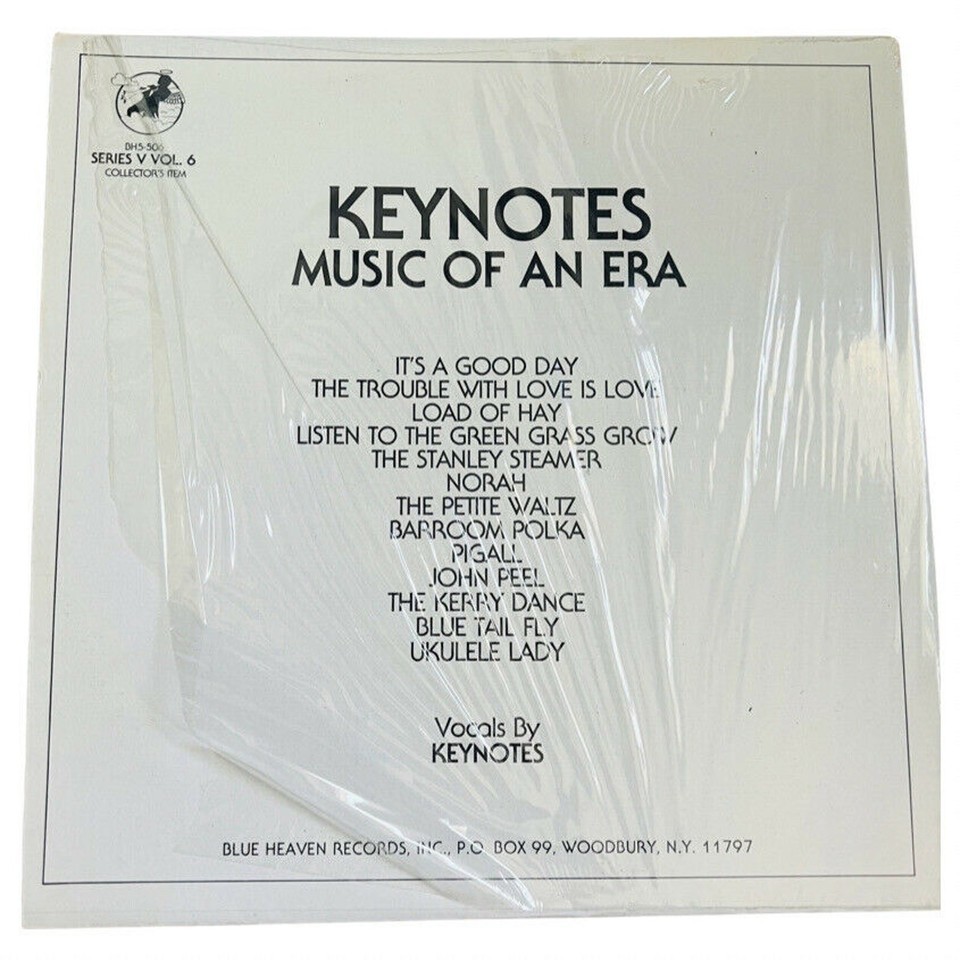 BH5-506
SERIES V VOL. 6
COLLECTOR'S ITEM
KEYNOTES
MUSIC OF AN ERA
IT'S A GOOD DAY
THE TROUBLE WITH LOVE IS LOVE
LOAD OF HAY
LISTEN TO THE GREEN GRASS GROW
THE STANLEY STEAMER
NORAH
THE PETITE WALTZ
BARROOM POLKA
PIGALL
JOHN PEEL
THE KERRY DANCE
BLUE TAIL FLY
UKULELE LADY
Vocals By
KEYNOTES
BLUE HEAVEN RECORDS, INC., P.O. BOX 99, WOODBURY, N.Y. 11797